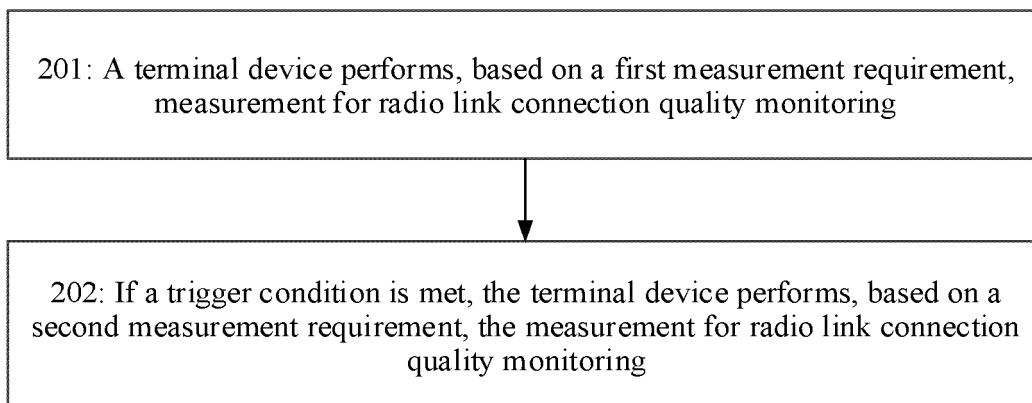 201: A terminal device performs, based on a first measurement requirement,
measurement for radio link connection quality monitoring
202: If a trigger condition is met, the terminal device performs, based on a
second measurement requirement, the measurement for radio link connection
quality monitoring